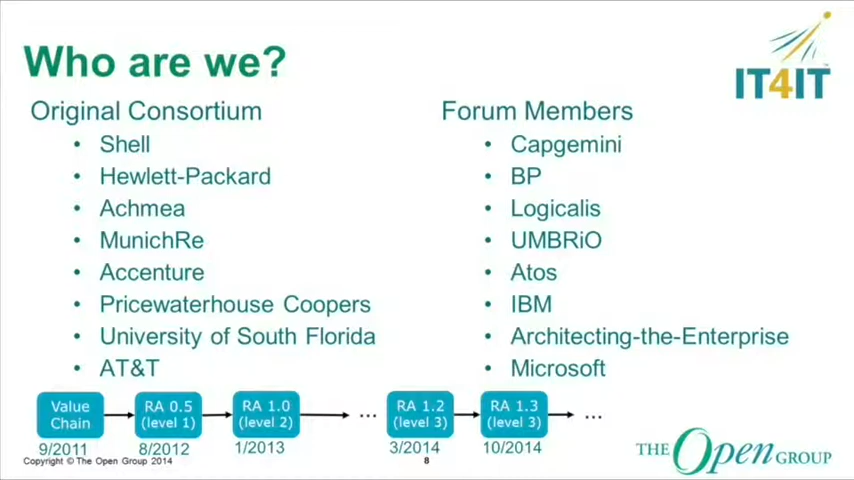 Who are we?
IT4IT
Original Consortium
• Shell
• Hewlett-Packard
• Achmea
• MunichRe
• Accenture
• Pricewaterhouse Coopers
• University of South Florida
• AT&T
Forum Members
• Capgemini
• BP
• Logicalis
• UMBRiO
• Atos
• IBM
• Architecting-the-Enterprise
• Microsoft
Value
Chain
9/2011
RA 0.5
(level 1)
8/2012
RA 1.0
(level 2)
1/2013
...
RA 1.2
(level 3)
3/2014
RA 1.3
(level 3)
10/2014
...
Copyright © The Open Group 2014
8
THE Open GROUP